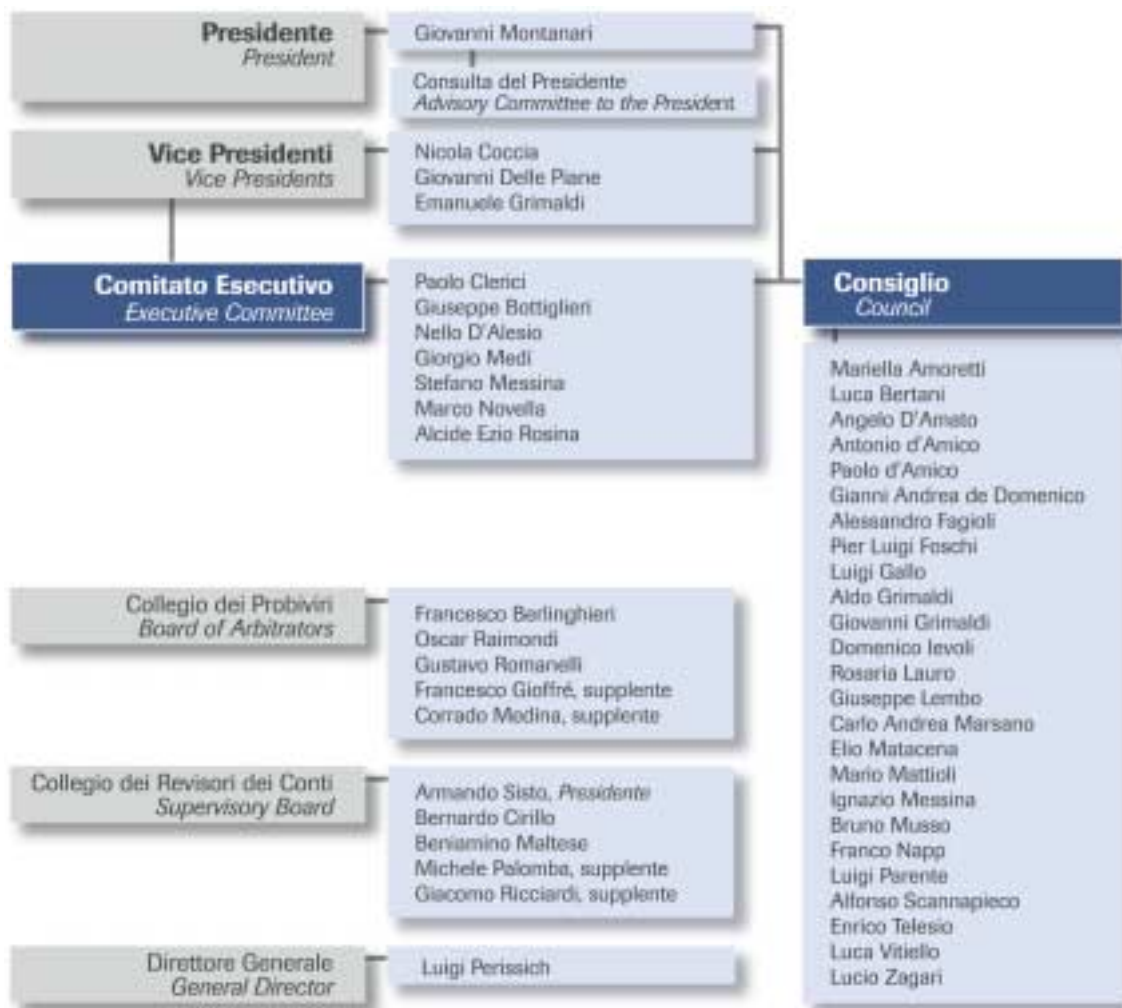 Presidente
President
Giovanni Montanari
Consulta del Presidente
Advisory Committee to the President
Vice Presidenti
Vice Presidents
Nicola Coccia
Giovanni Delle Piane
Emanuele Grimaldi
Comitato Esecutivo
Executive Committee
Paolo Clerici
Giuseppe Bottiglieri
Nello D'Alesio
Giorgio Medi
Stefano Messina
Marco Novella
Alcide Ezio Rosina
Consiglio
Council
Mariella Amoretti
Luca Bertani
Angelo D'Amato
Antonio d'Amico
Paolo d'Amico
Gianni Andrea de Domenico
Alessandro Fagioli
Pier Luigi Foschi
Luigi Gallo
Aldo Grimaldi
Giovanni Grimaldi
Domenico Ievoli
Rosaria Lauro
Giuseppe Lembo
Carlo Andrea Marsano
Elio Matacena
Mario Mattioli
Ignazio Messina
Bruno Musso
Franco Napp
Luigi Parente
Alfonso Scannapieco
Enrico Telesio
Luca Vitiello
Lucio Zagari
Collegio dei Probiviri
Board of Arbitrators
Francesco Berlinghieri
Oscar Raimondi
Gustavo Romanelli
Francesco Gioffré, supplente
Corrado Medina, supplente
Collegio dei Revisori dei Conti
Supervisory Board
Armando Sisto, Presidente
Bernardo Cirillo
Beniamino Maltese
Michele Palomba, supplente
Giacomo Ricciardi, supplente
Direttore Generale
General Director
Luigi Perissich